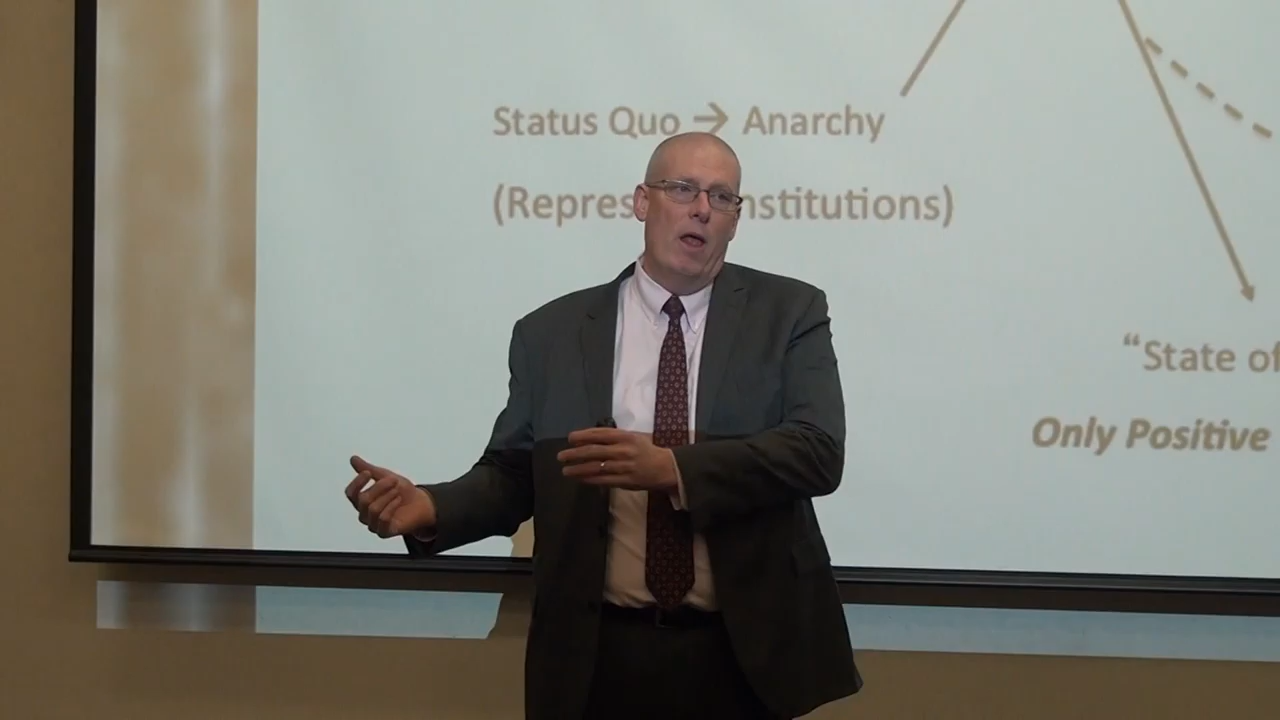 Status Quo → Anarchy
(Repres nstitutions)
“State of
Only Positive